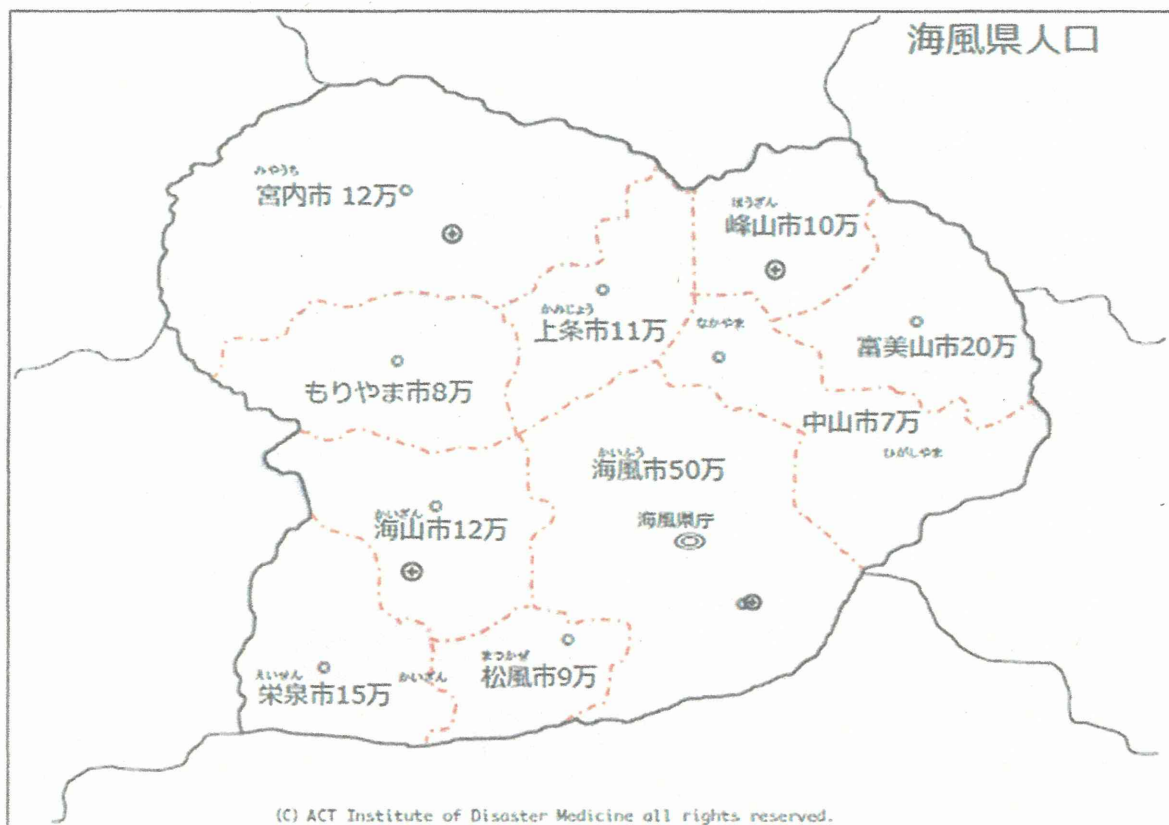 海風県人口
みやうち
宮内市 12万
ほうざん
峰山市10万
かみじょう
上条市11万
なかやま
富美山市20万
もりやま市8万
中山市7万
ひがしやま
かいふう
海風市50万
かいざん
海山市12万
海風県庁
まつかぜ
松風市9万
えいせん
栄泉市15万
かいざん
(C) ACT Institute of Disaster Medicine all rights reserved.